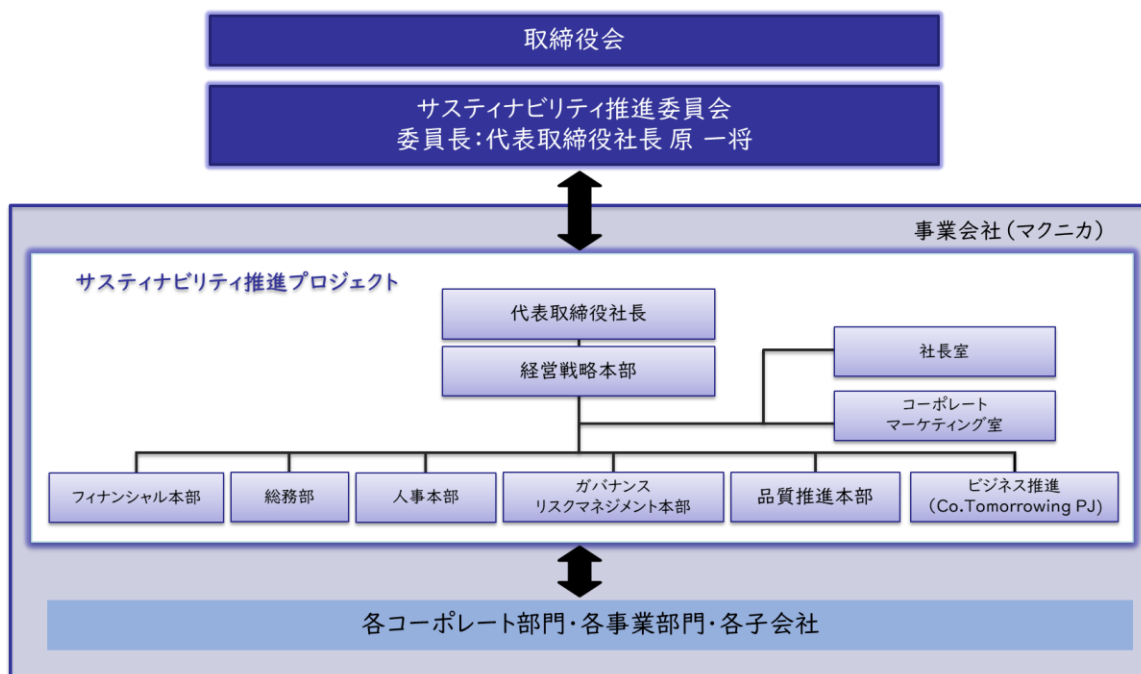 取締役会
サスティナビリティ推進委員会
委員長:代表取締役社長 原 一将
事業会社(マクニカ)
サスティナビリティ推進プロジェクト
代表取締役社長
経営戦略本部
社長室
コーポレート
マーケティング室
フィナンシャル本部
総務部
人事本部
ガバナンス
リスクマネジメント本部
品質推進本部
ビジネス推進
(Co.Tomorrowing PJ)
各コーポレート部門・各事業部門・各子会社